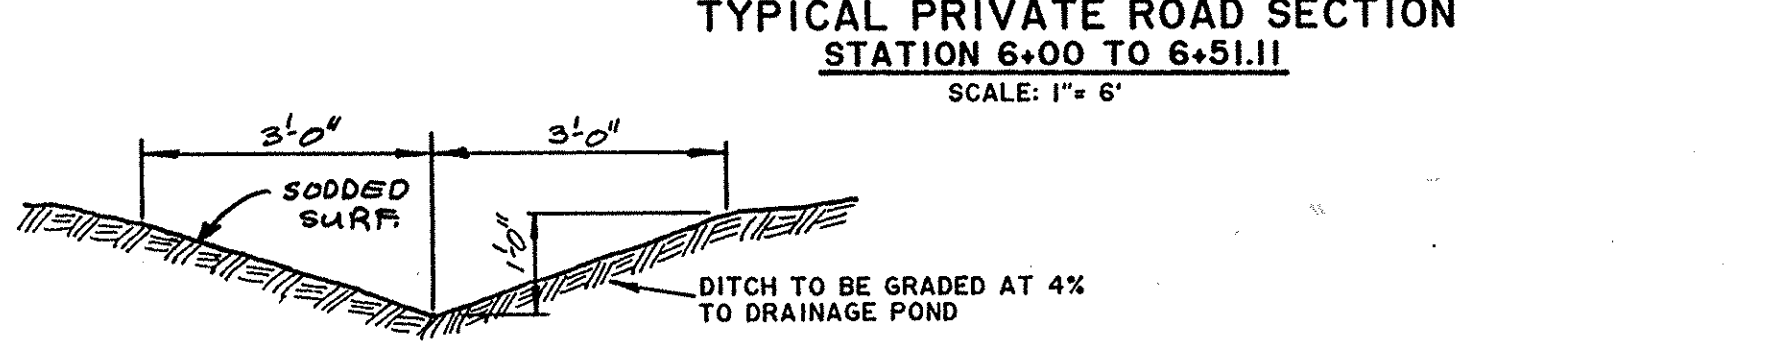 TYPICAL PRIVATE ROAD SECTION
STATION 6+00 TO 6+51.11
SCALE: 1"= 6'
3'-0" 3'-0"
SODDED
SURF.
1'-0"
DITCH TO BE GRADED AT 4%
TO DRAINAGE POND